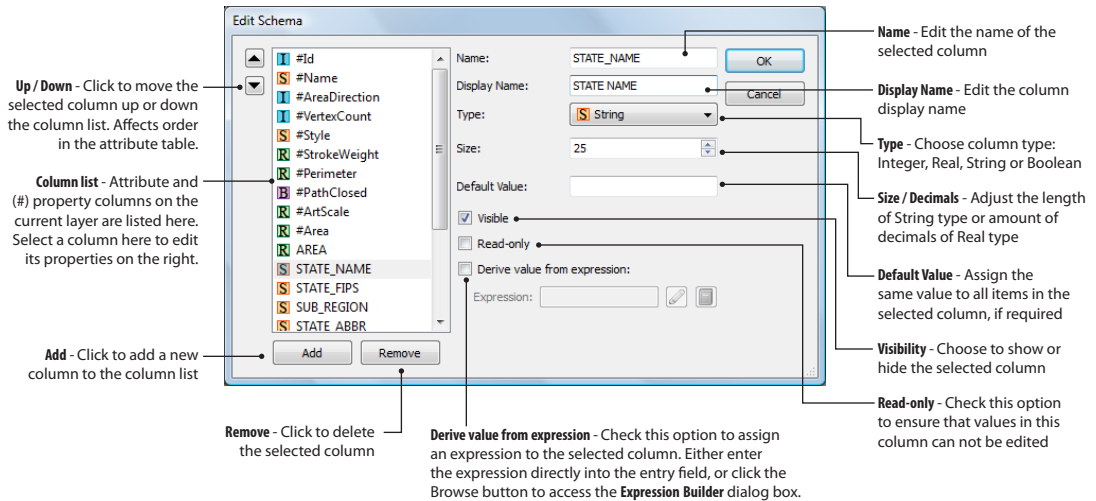 Edit Schema
Up / Down - Click to move the
selected column up or down
the column list. Affects order
in the attribute table.
Column list - Attribute and
(#) property columns on the
current layer are listed here.
Select a column here to edit
its properties on the right.
Add - Click to add a new
column to the column list
I #Id
S #Name
I #AreaDirection
I #VertexCount
S #Style
R #StrokeWeight
R #Perimeter
B #PathClosed
R #ArtScale
R #Area
R AREA
S STATE_NAME
S STATE_FIPS
S SUB_REGION
S STATE_ABBR
Add
Remove
Name:
STATE_NAME
Display Name:
STATE NAME
Type:
S String
Size:
25
Default Value:
Visible
Read-only
Derive value from expression:
Expression:
OK
Cancel
Name - Edit the name of the
selected column
Display Name - Edit the column
display name
Type - Choose column type:
Integer, Real, String or Boolean
Size / Decimals - Adjust the length
of String type or amount of
decimals of Real type
Default Value - Assign the
same value to all items in the
selected column, if required
Visibility - Choose to show or
hide the selected column
Read-only - Check this option
to ensure that values in this
column can not be edited
Remove - Click to delete
the selected column
Derive value from expression - Check this option to assign
an expression to the selected column. Either enter
the expression directly into the entry field, or click the
Browse button to access the Expression Builder dialog box.